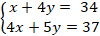 x + 4y = 34
4x + 5y = 37